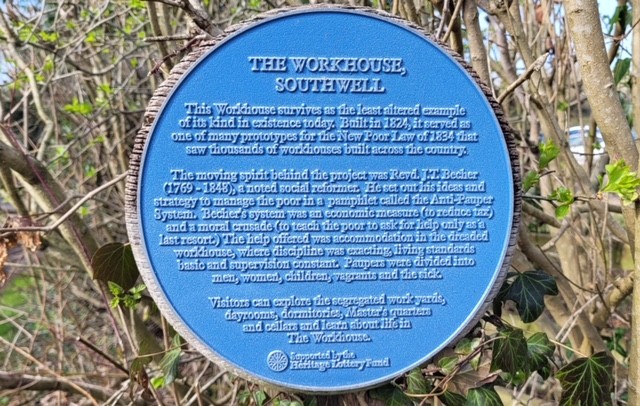 THE WORKHOUSE,
SOUTHWELL
This Workhouse survives as the least altered example
of its kind in existence today. Built in 1824, it served as
one of many prototypes for the New Poor Law of 1834 that
saw thousands of workhouses built across the country.
The moving spirit behind the project was Revd. J.T. Becher
(1769 - 1848), a noted social reformer. He set out his ideas and
strategy to manage the poor in a pamphlet called the Anti-Pauper
System. Becher's system was an economic measure (to reduce tax)
and a moral crusade (to teach the poor to ask for help only as a
last resort.) The help offered was accommodation in the dreaded
workhouse, where discipline was exacting, living standards
basic and supervision constant. Paupers were divided into
men, women, children, vagrants and the sick.
Visitors can explore the segregated work yards,
dayrooms, dormitories, Master's quarters
and cellars and learn about life in
The Workhouse.
Supported by the
Heritage Lottery Fund